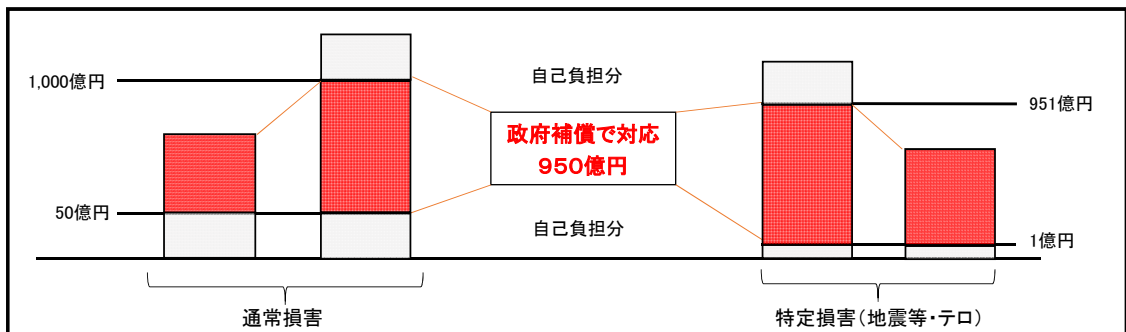 1,000億円
50億円
自己負担分
政府補償で対応
950億円
自己負担分
951億円
1億円
通常損害
特定損害(地震等・テロ)